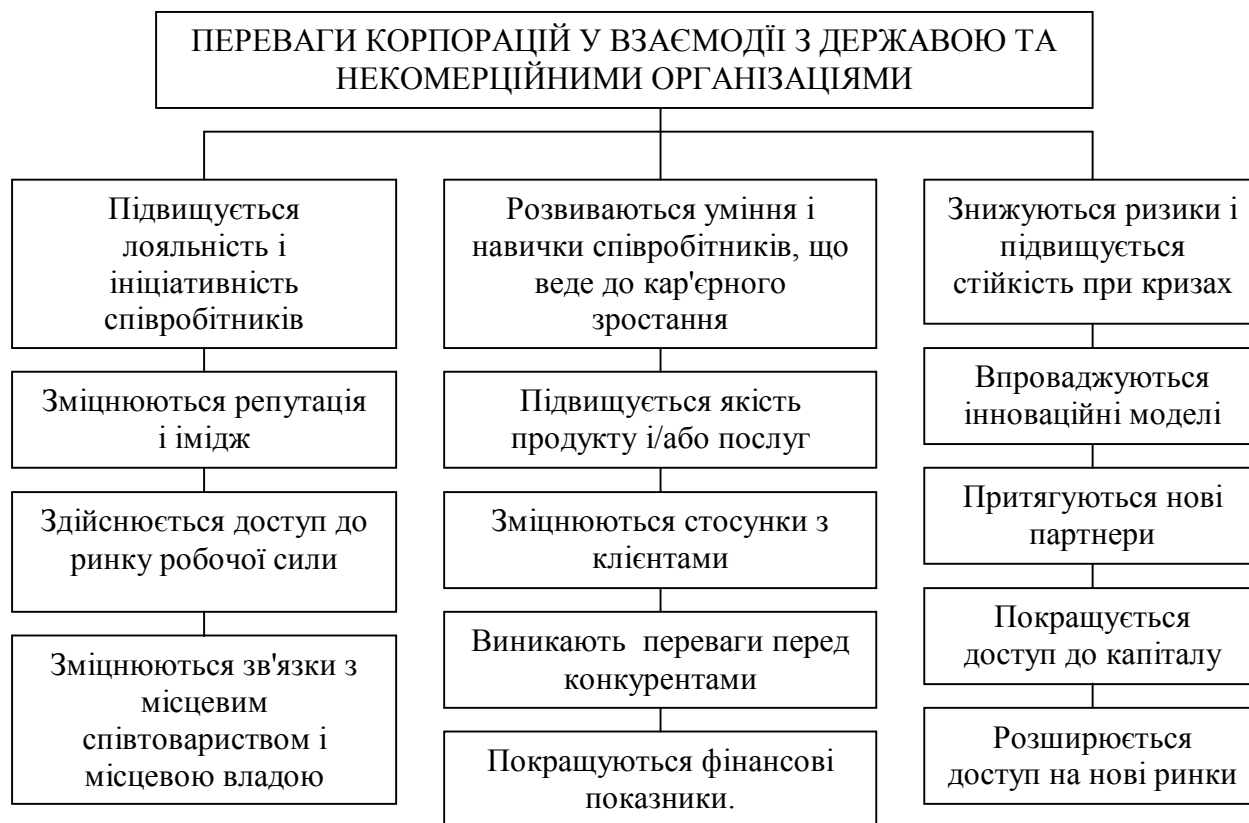 ПЕРЕВАГИ КОРПОРАЦІЙ У ВЗАЄМОДІЇ З ДЕРЖАВОЮ ТА
НЕКОМЕРЦІЙНИМИ ОРГАНІЗАЦІЯМИ
Підвищується
лояльність і
ініціативність
співробітників
Зміцнюються репутація
і імідж
Здійснюється доступ до
ринку робочої сили
Зміцнюються зв'язки з
місцевим
співтовариством і
місцевою владою
Розвиваються уміння і
навички співробітників, що
веде до кар'єрного
зростання
Підвищується якість
продукту і/або послуг
Зміцнюються стосунки з
клієнтами
Виникають  переваги перед
конкурентами
Покращуються фінансові
показники.
Знижуються ризики і
підвищується
стійкість при кризах
Впроваджуються
інноваційні моделі
Притягуються нові
партнери
Покращується
доступ до капіталу
Розширюється
доступ на нові ринки